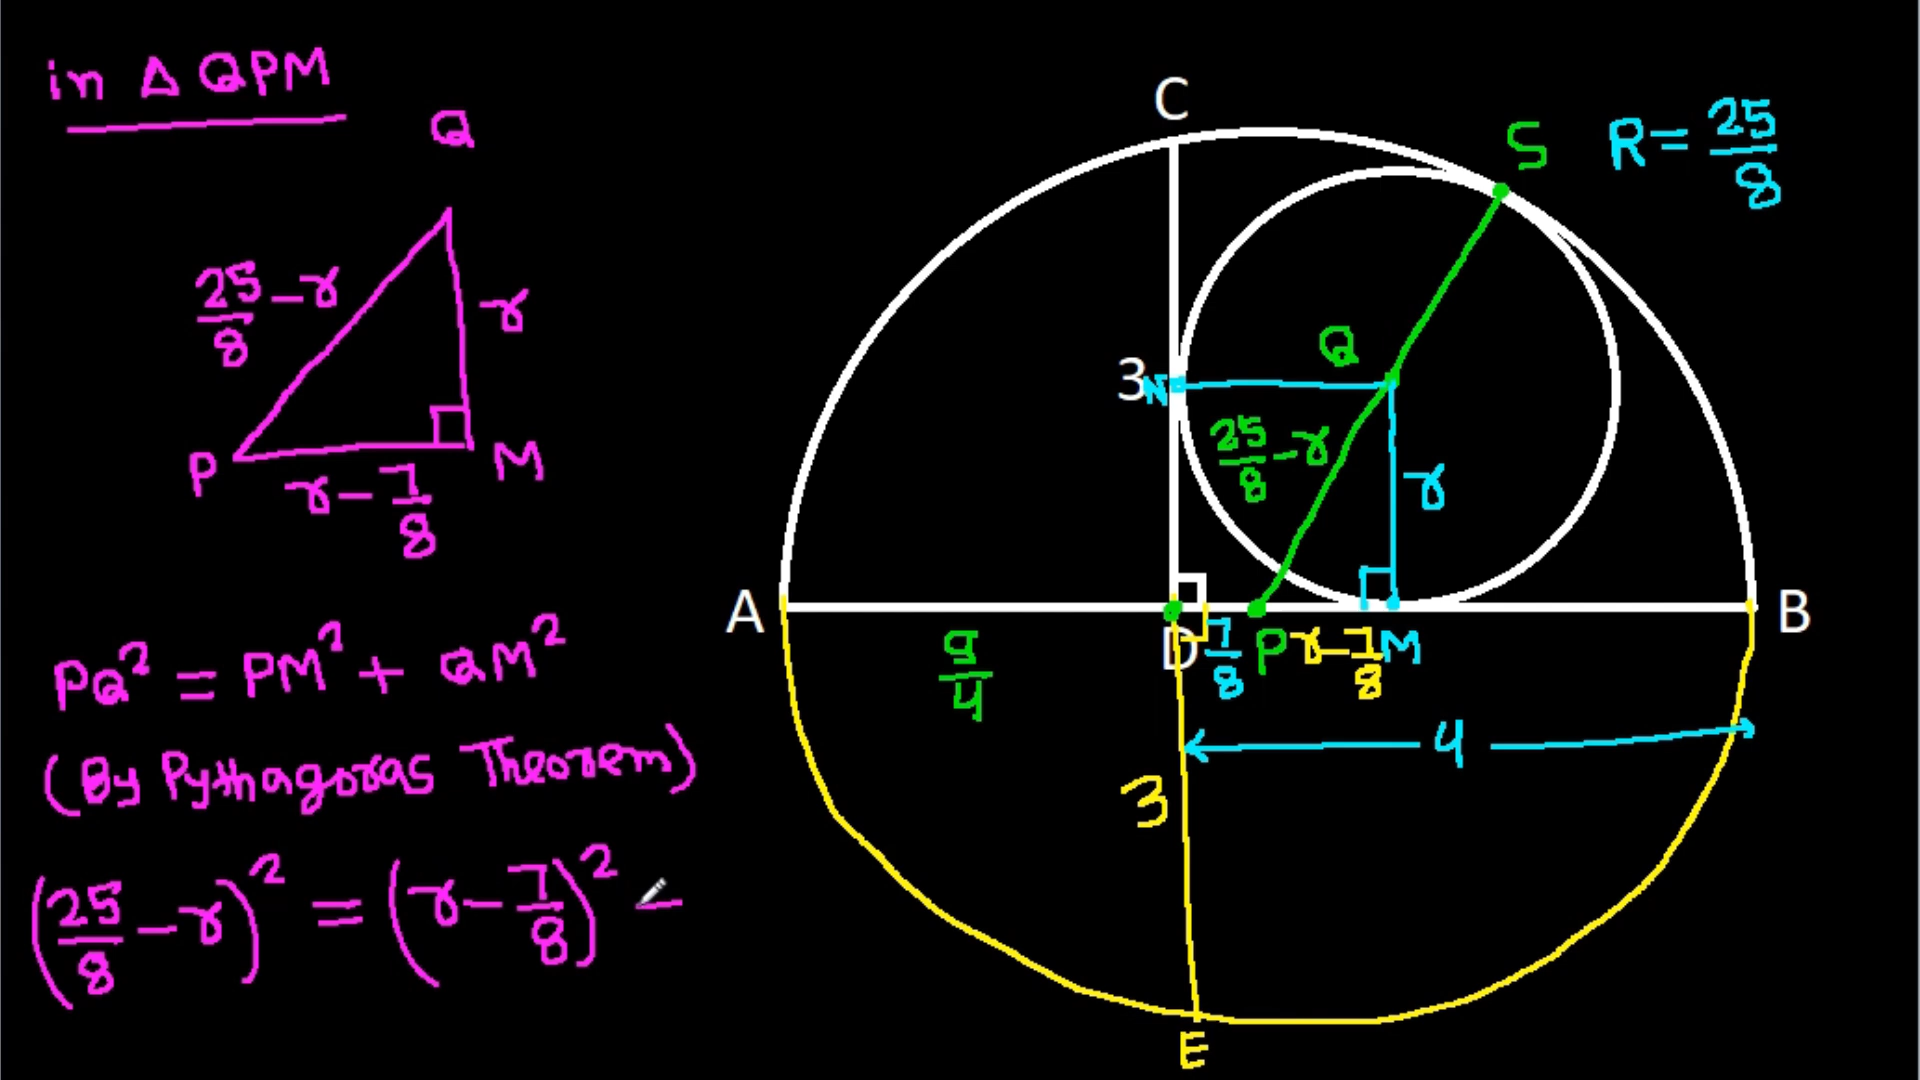 in Δ QPM
Q
25/8 - r
r
P
M
r - 7/8
PQ² = PM² + QM²
(By Pythagoras Theorem)
(25/8 - r)² = (r - 7/8)²
C
S
R = 25/8
Q
3
N
25/8 - r
r
A
B
D
7/8
P
r - 7/8
M
9/4
4
3
E